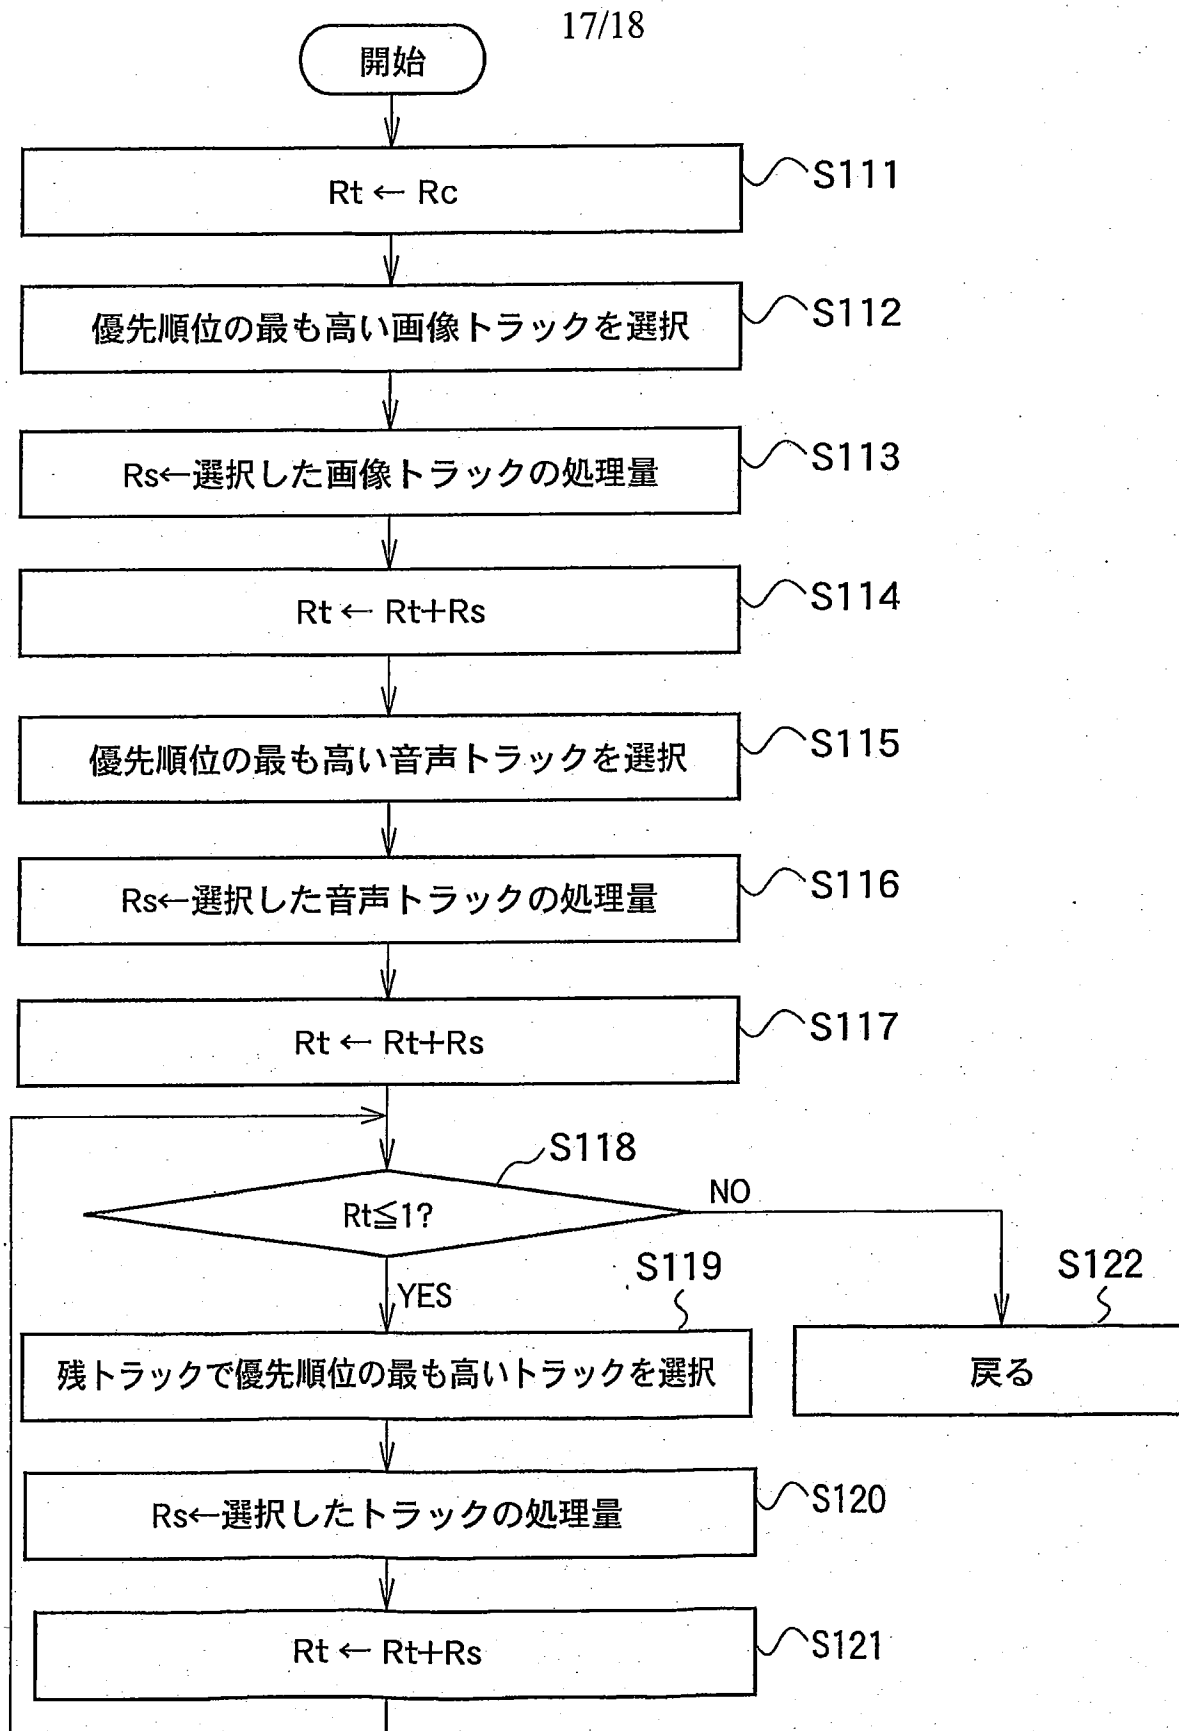 17/18
開始
Rt ← Rc
S111
優先順位の最も高い画像トラックを選択
S112
Rs←選択した画像トラックの処理量
S113
Rt ← Rt+Rs
S114
優先順位の最も高い音声トラックを選択
S115
Rs←選択した音声トラックの処理量
S116
Rt ← Rt+Rs
S117
S118
Rt≦1?
NO
YES
S119
S122
残トラックで優先順位の最も高いトラックを選択
戻る
Rs←選択したトラックの処理量
S120
Rt ← Rt+Rs
S121